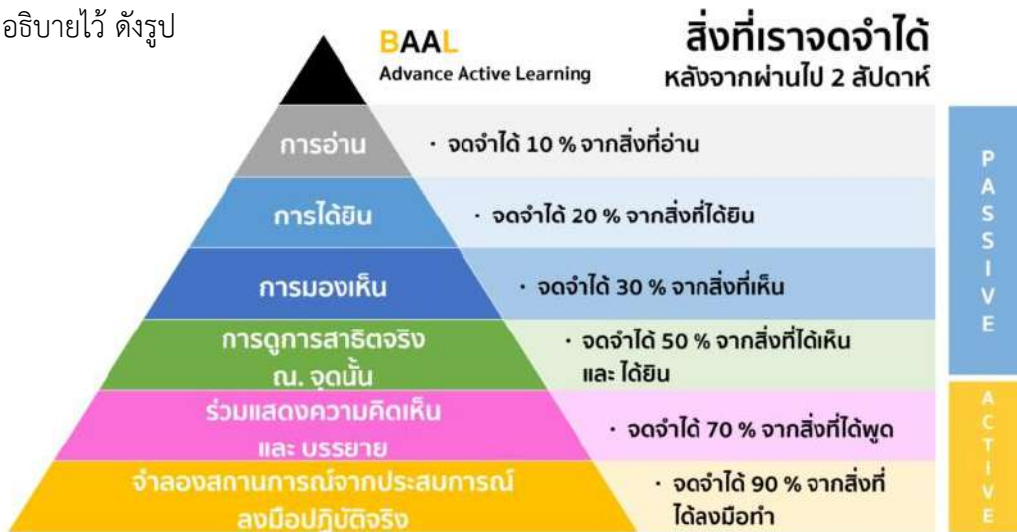 อธิบายไว้ ดังรูป
BAAL
Advance Active Learning
สิ่งที่เราจดจำได้
หลังจากผ่านไป 2 สัปดาห์
การอ่าน
· จดจำได้ 10 % จากสิ่งที่อ่าน
การได้ยิน
· จดจำได้ 20 % จากสิ่งที่ได้ยิน
การมองเห็น
· จดจำได้ 30 % จากสิ่งที่เห็น
การดูการสาธิตจริง
ณ. จุดนั้น
· จดจำได้ 50 % จากสิ่งที่ได้เห็น
และ ได้ยิน
ร่วมแสดงความคิดเห็น
และ บรรยาย
· จดจำได้ 70 % จากสิ่งที่ได้พูด
จำลองสถานการณ์จากประสบการณ์
ลงมือปฏิบัติจริง
· จดจำได้ 90 % จากสิ่งที่
ได้ลงมือทำ
PASSIVE
ACTIVE